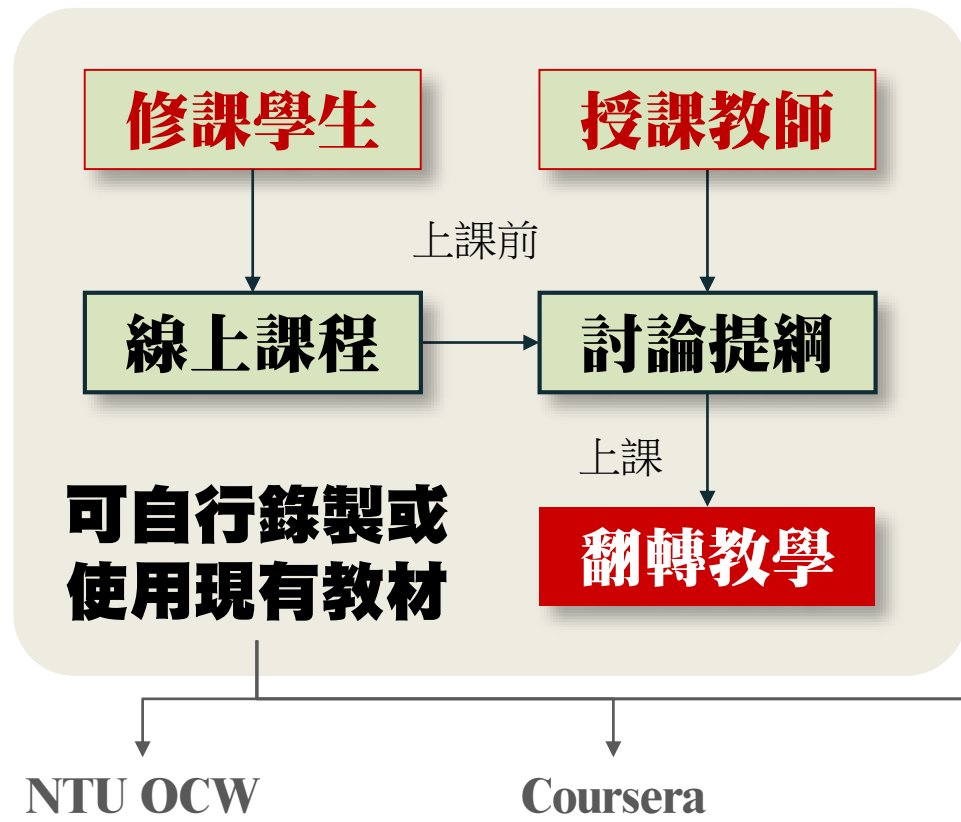 修課學生
授課教師
上課前
線上課程
討論提綱
上課
可自行錄製或
使用現有教材
翻轉教學
NTU OCW
Coursera